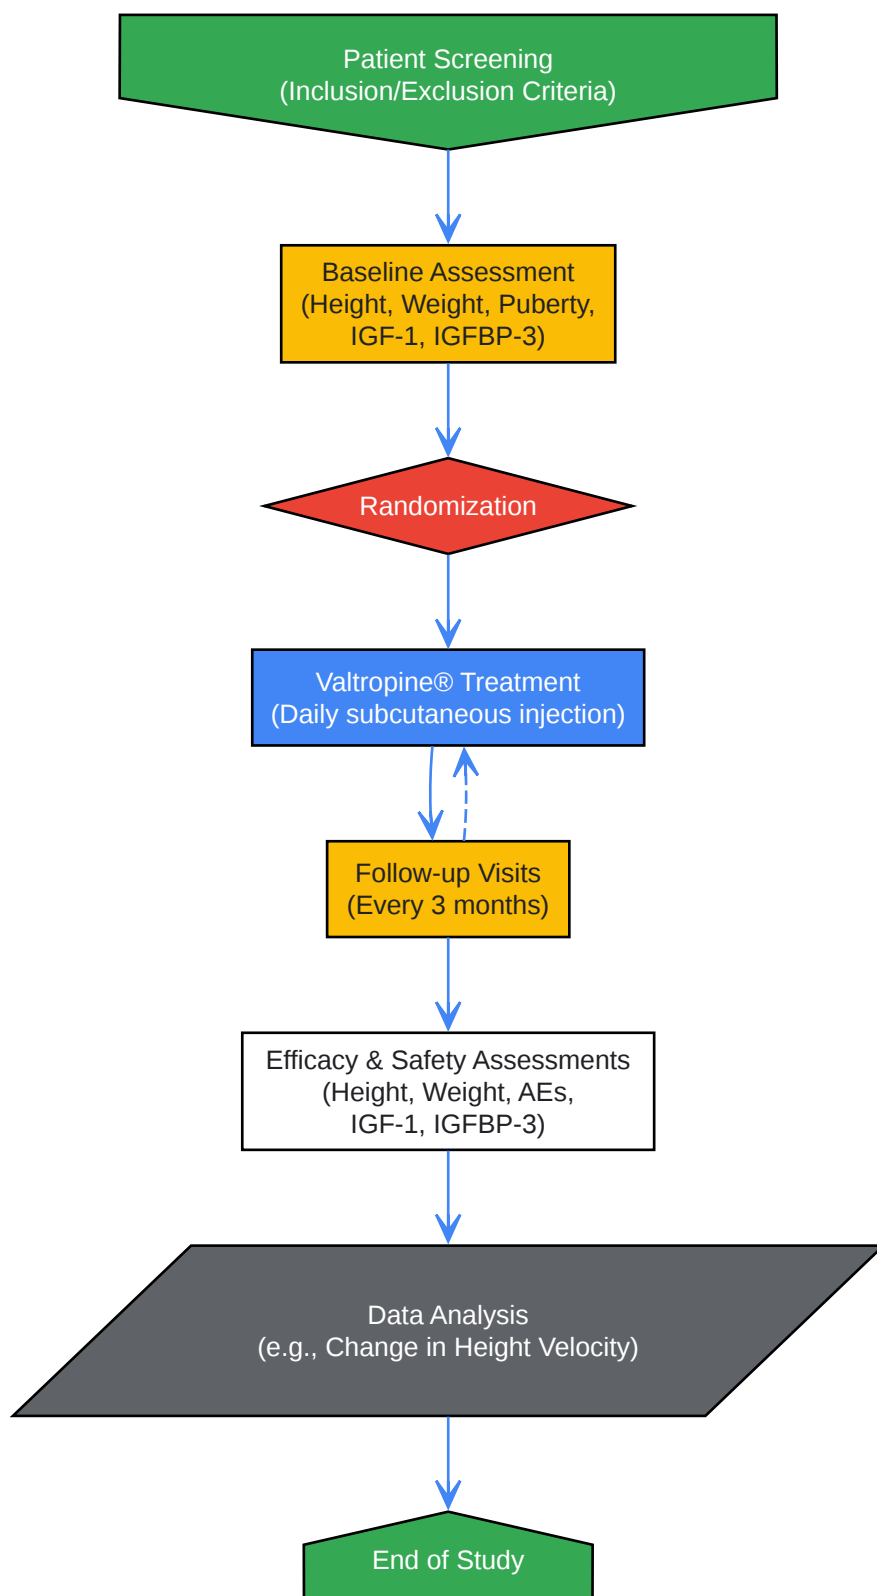 Patient Screening
(Inclusion/Exclusion Criteria)
Baseline Assessment
(Height, Weight, Puberty,
IGF-1, IGFBP-3)
Randomization
Valtropine® Treatment
(Daily subcutaneous injection)
Follow-up Visits
(Every 3 months)
Efficacy & Safety Assessments
(Height, Weight, AEs,
IGF-1, IGFBP-3)
Data Analysis
(e.g., Change in Height Velocity)
End of Study